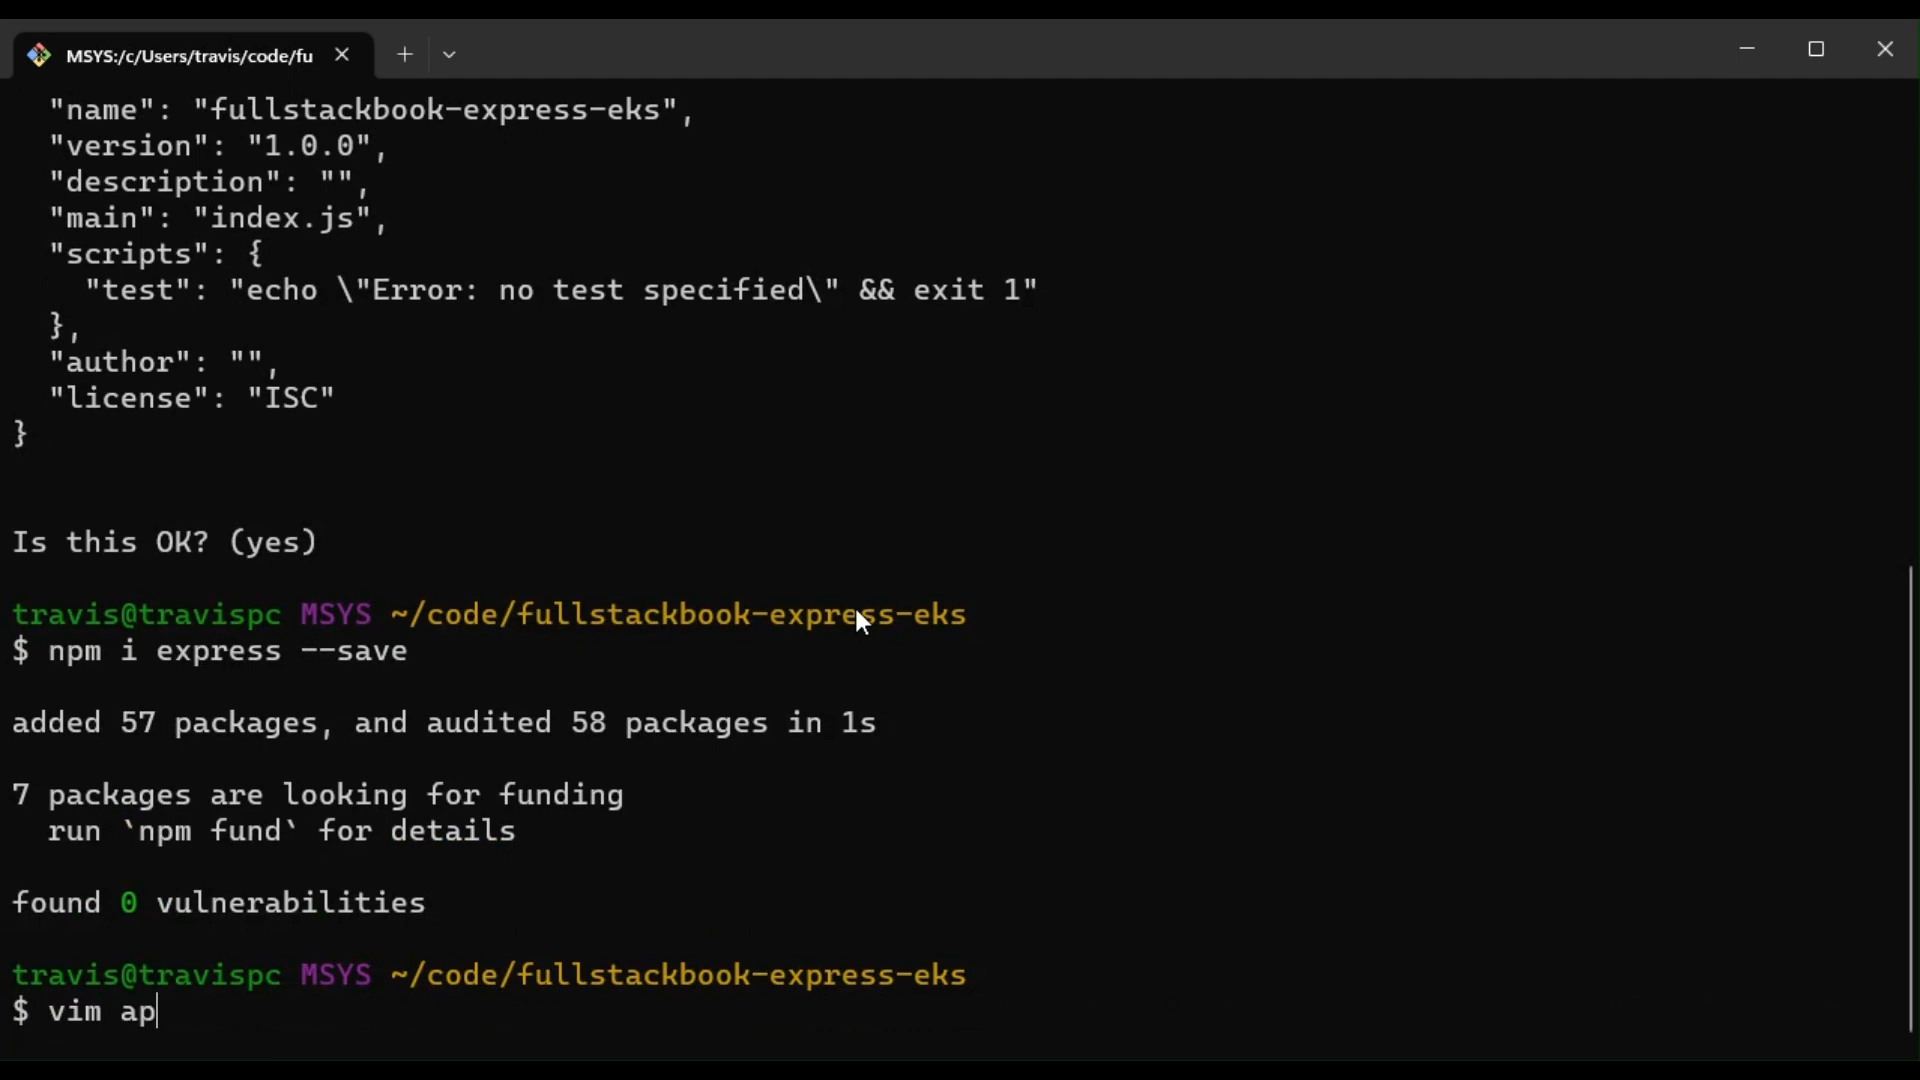 MSYS:/c/Users/travis/code/fu
"name": "fullstackbook-express-eks",
"version": "1.0.0",
"description": "",
"main": "index.js",
"scripts": {
"test": "echo \"Error: no test specified\" && exit 1"
},
"author": "",
"license": "ISC"
}
Is this OK? (yes)
travis@travispc MSYS ~/code/fullstackbook-express-eks
$ npm i express --save
added 57 packages, and audited 58 packages in 1s
7 packages are looking for funding
run `npm fund` for details
found 0 vulnerabilities
travis@travispc MSYS ~/code/fullstackbook-express-eks
$ vim ap